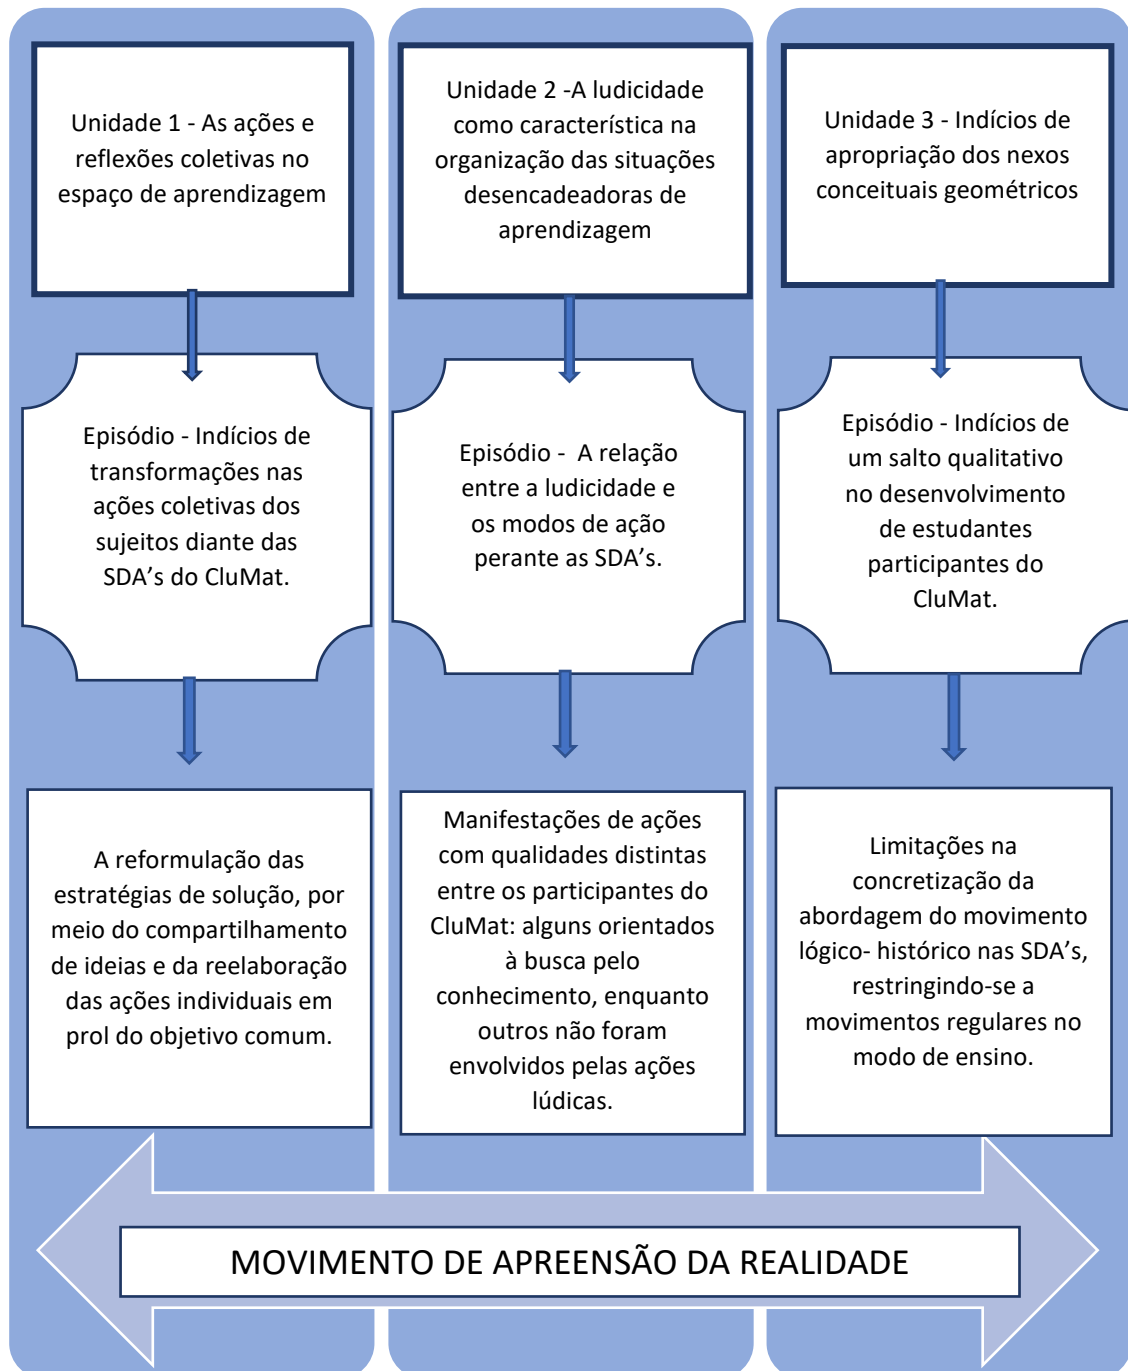 Unidade 1 - As ações e
reflexões coletivas no
espaço de aprendizagem
Unidade 2 -A ludicidade
como característica na
organização das situações
desencadeadoras de
aprendizagem
Unidade 3 - Indícios de
apropriação dos nexos
conceituais geométricos
Episódio - Indícios de
transformações nas
ações coletivas dos
sujeitos diante das
SDA’s do CluMat.
Episódio -  A relação
entre a ludicidade e
os modos de ação
perante as SDA’s.
Episódio - Indícios de
um salto qualitativo
no desenvolvimento
de estudantes
participantes do
CluMat.
A reformulação das
estratégias de solução, por
meio do compartilhamento
de ideias e da reelaboração
das ações individuais em
prol do objetivo comum.
Manifestações de ações
com qualidades distintas
entre os participantes do
CluMat: alguns orientados
à busca pelo
conhecimento, enquanto
outros não foram
envolvidos pelas ações
lúdicas.
Limitações na
concretização da
abordagem do movimento
lógico- histórico nas SDA’s,
restringindo-se a
movimentos regulares no
modo de ensino.
MOVIMENTO DE APREENSÃO DA REALIDADE